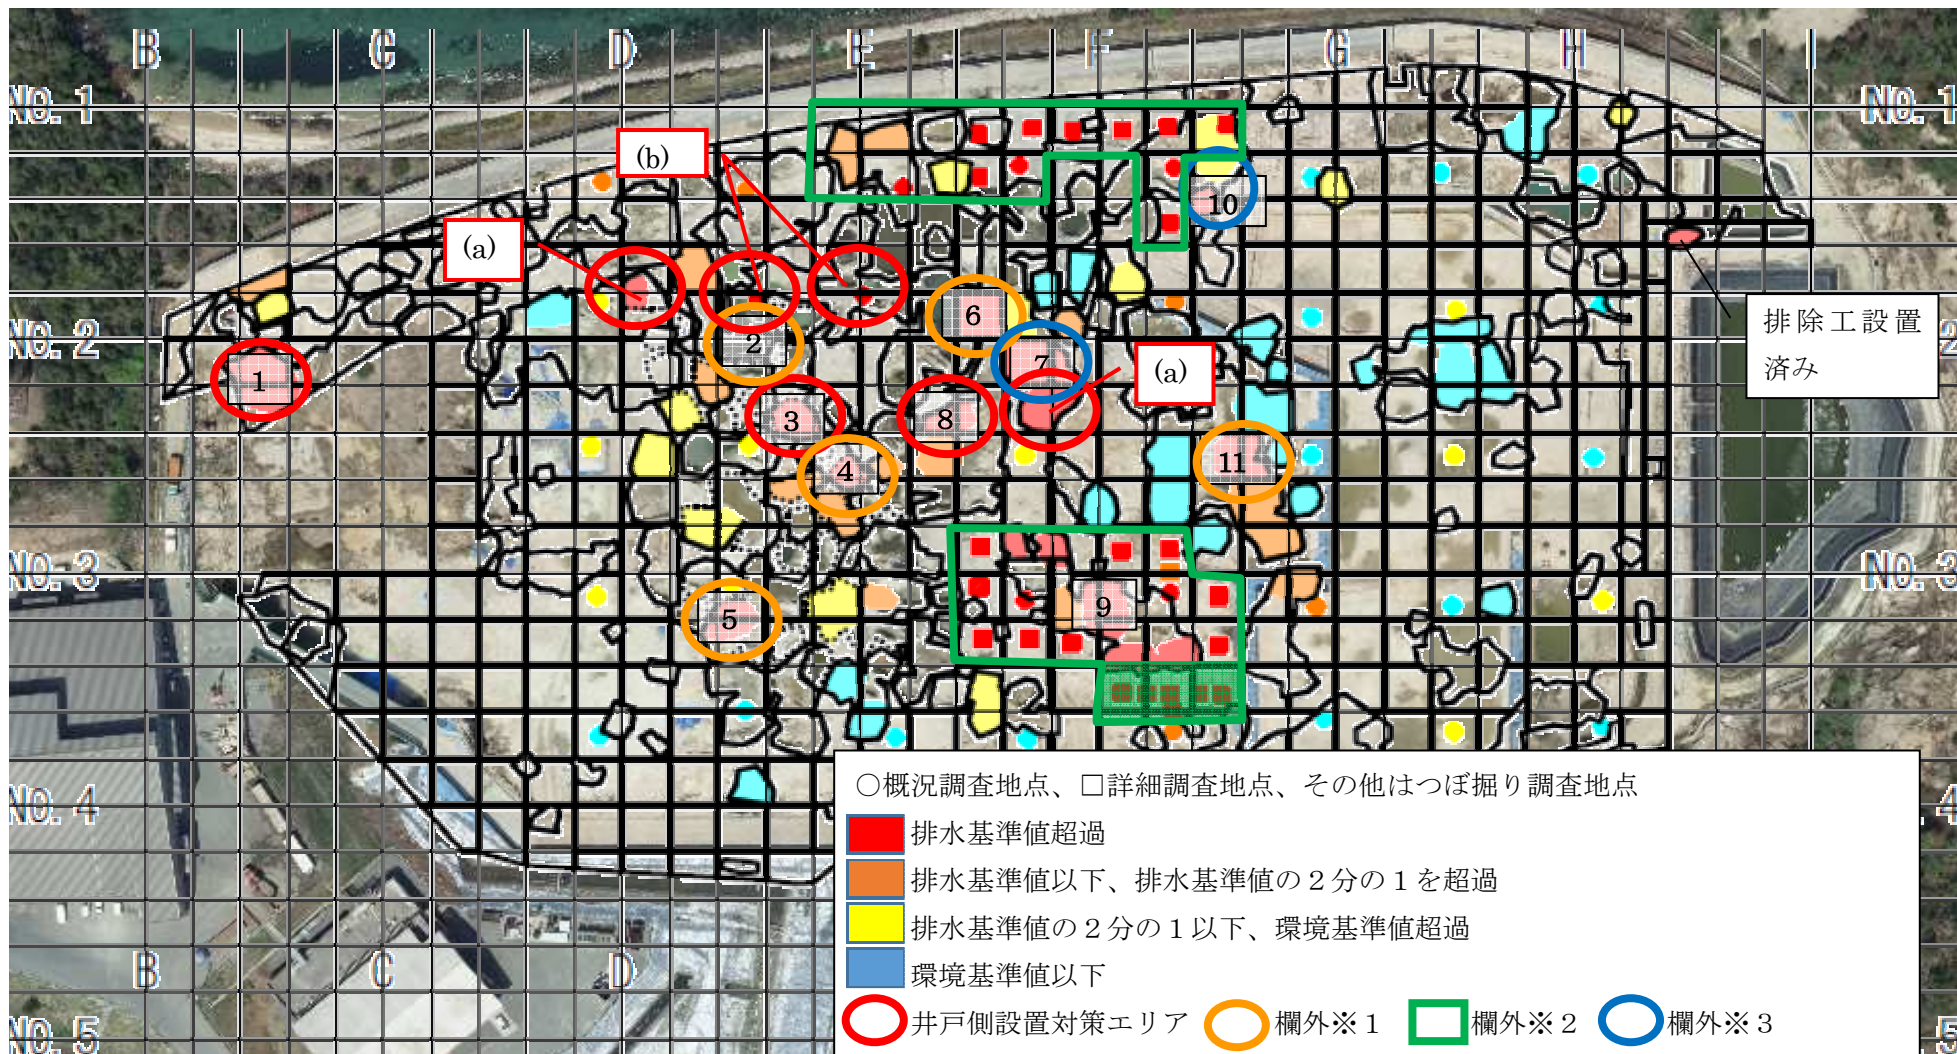 B C D E F G H I
No. 1 No. 1
(b)
10
(a)
6
排除工設置
済み
No. 2 2
2
7
(a)
1
3 8
4 11
No. 3 No. 3
9
5
○概況調査地点、□詳細調査地点、その他はつぼ掘り調査地点
No. 4 4
排水基準値超過
排水基準値以下、排水基準値の２分の１を超過
排水基準値の２分の１以下、環境基準値超過
B C D
環境基準値以下
No. 5 5
井戸側設置対策エリア 欄外※１ 欄外※２ 欄外※３